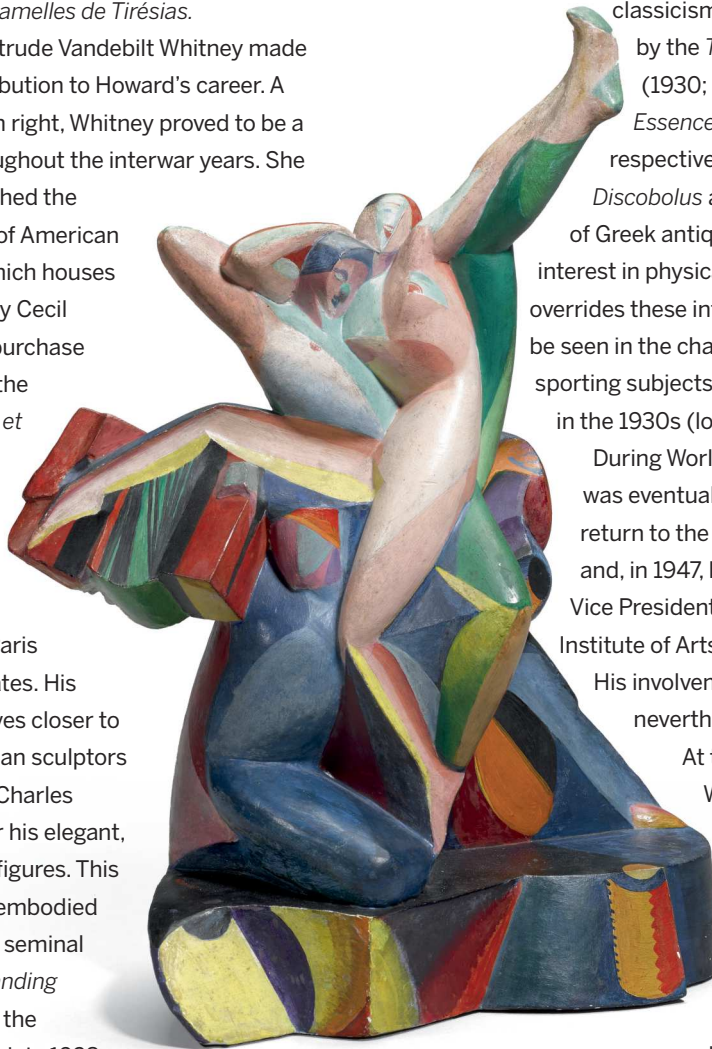 amelles de Tirésias.
trude Vandebilt Whitney made
bution to Howard's career. A
n right, Whitney proved to be a
ughout the interwar years. She
hed the
of American
hich houses
y Cecil
purchase
the
et
aris
ates. His
ves closer to
an sculptors
Charles
r his elegant,
figures. This
embodied
seminal
nding
the
classicism
by the T
(1930;
Essence
respective
Discobolus a
of Greek antiq
interest in physic
overrides these in
be seen in the cha
sporting subjects
in the 1930s (lo
During Worl
was eventual
return to the
and, in 1947, h
Vice President
Institute of Arts
His involven
neverth
At t
W